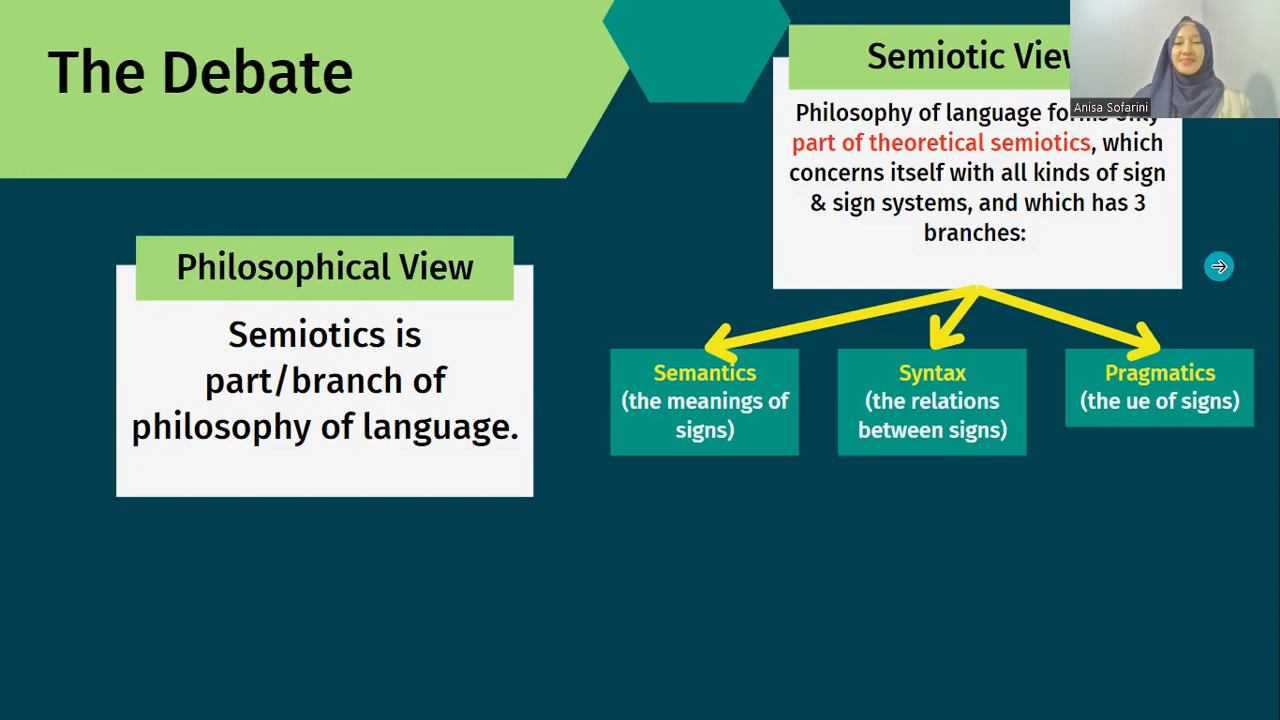 The Debate
Philosophical View
Semiotics is
part/branch of
philosophy of language.
Semiotic View
Philosophy of language forms only
part of theoretical semiotics, which
concerns itself with all kinds of sign
& sign systems, and which has 3
branches:
Semantics
(the meanings of
signs)
Syntax
(the relations
between signs)
Pragmatics
(the ue of signs)
Anisa Sofarini